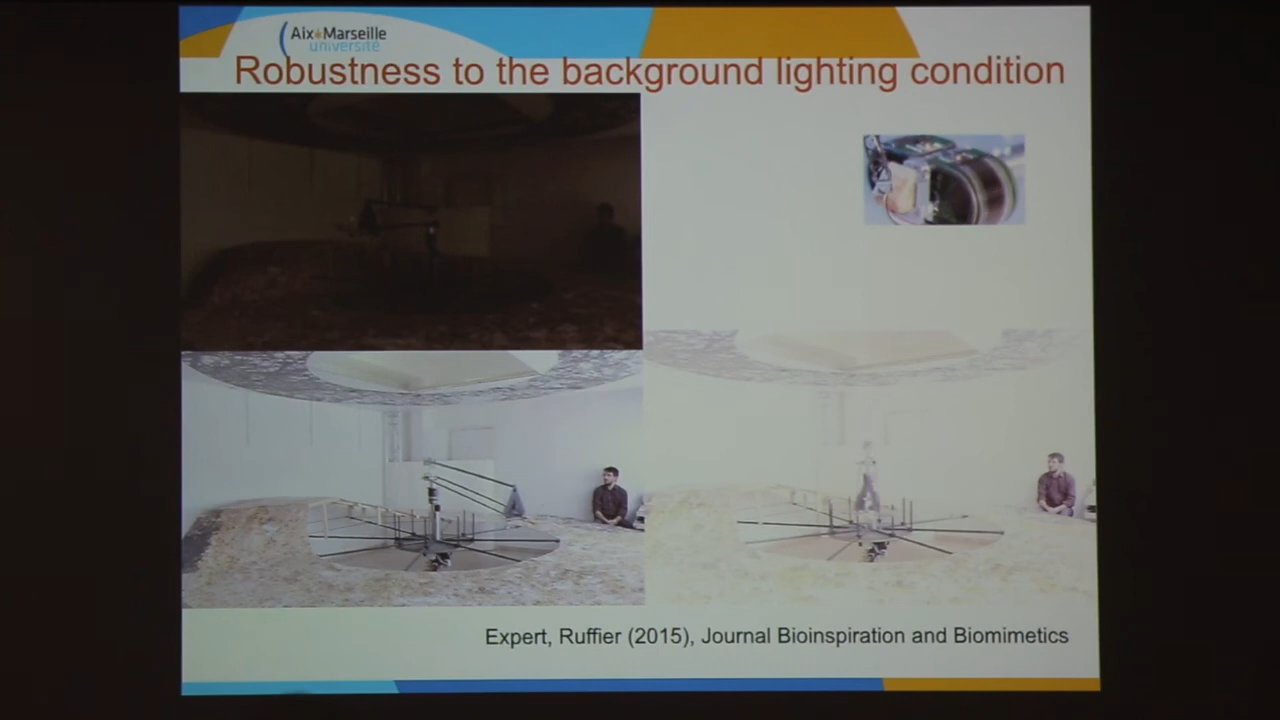 Aix Marseille
université
Robustness to the background lighting condition
Expert, Ruffier (2015), Journal Bioinspiration and Biomimetics